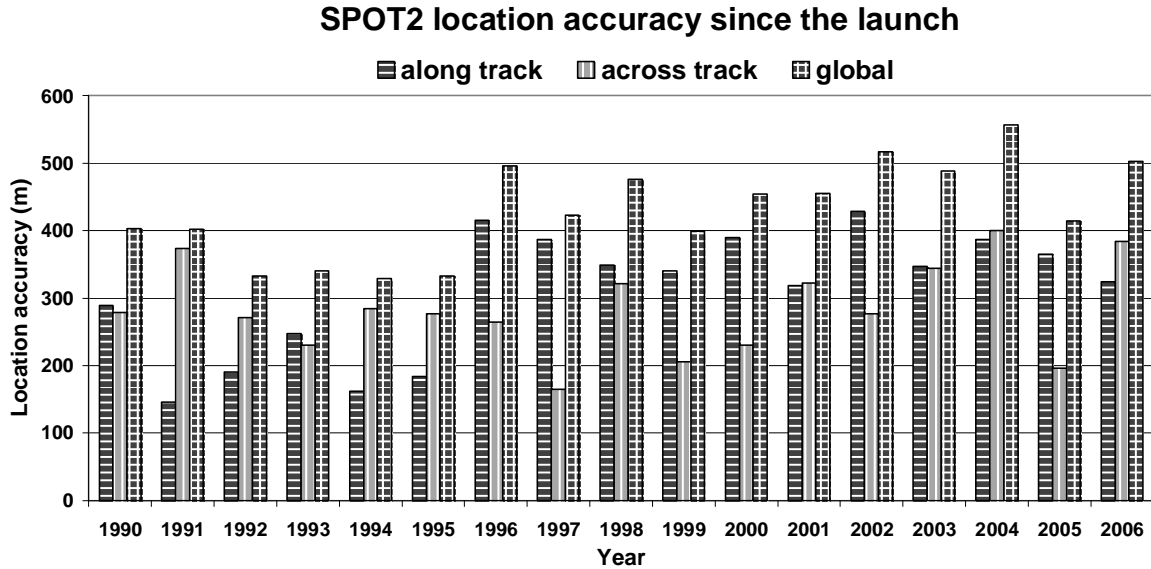 SPOT2 location accuracy since the launch
along track across track global
Location accuracy (m)
600
500
400
300
200
100
0
1990 1991 1992 1993 1994 1995 1996 1997 1998 1999 2000 2001 2002 2003 2004 2005 2006
Year